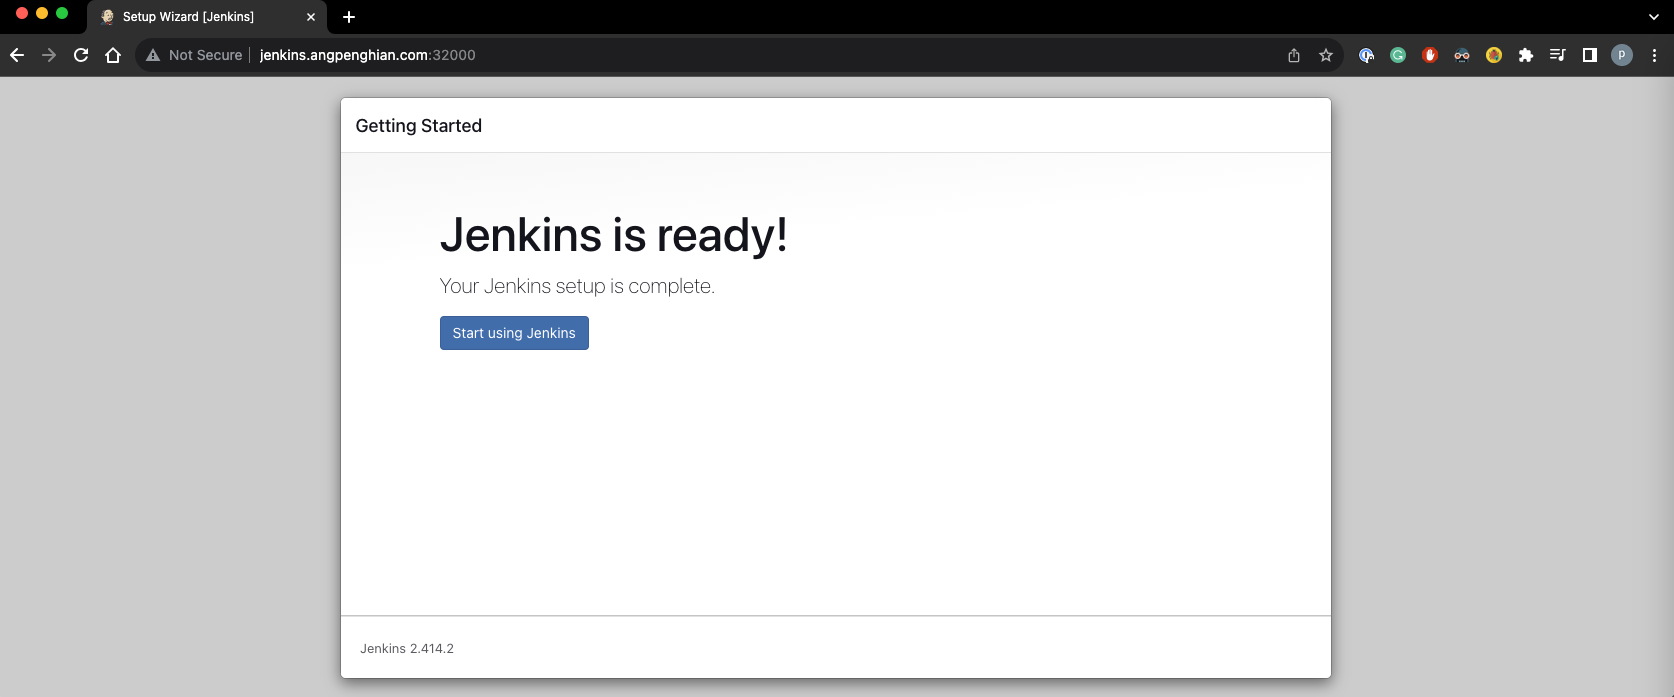 Setup Wizard [Jenkins]
Not Secure
jenkins.angpenghian.com:32000
P
Getting Started
Jenkins is ready!
Your Jenkins setup is complete.
Start using Jenkins
Jenkins 2.414.2